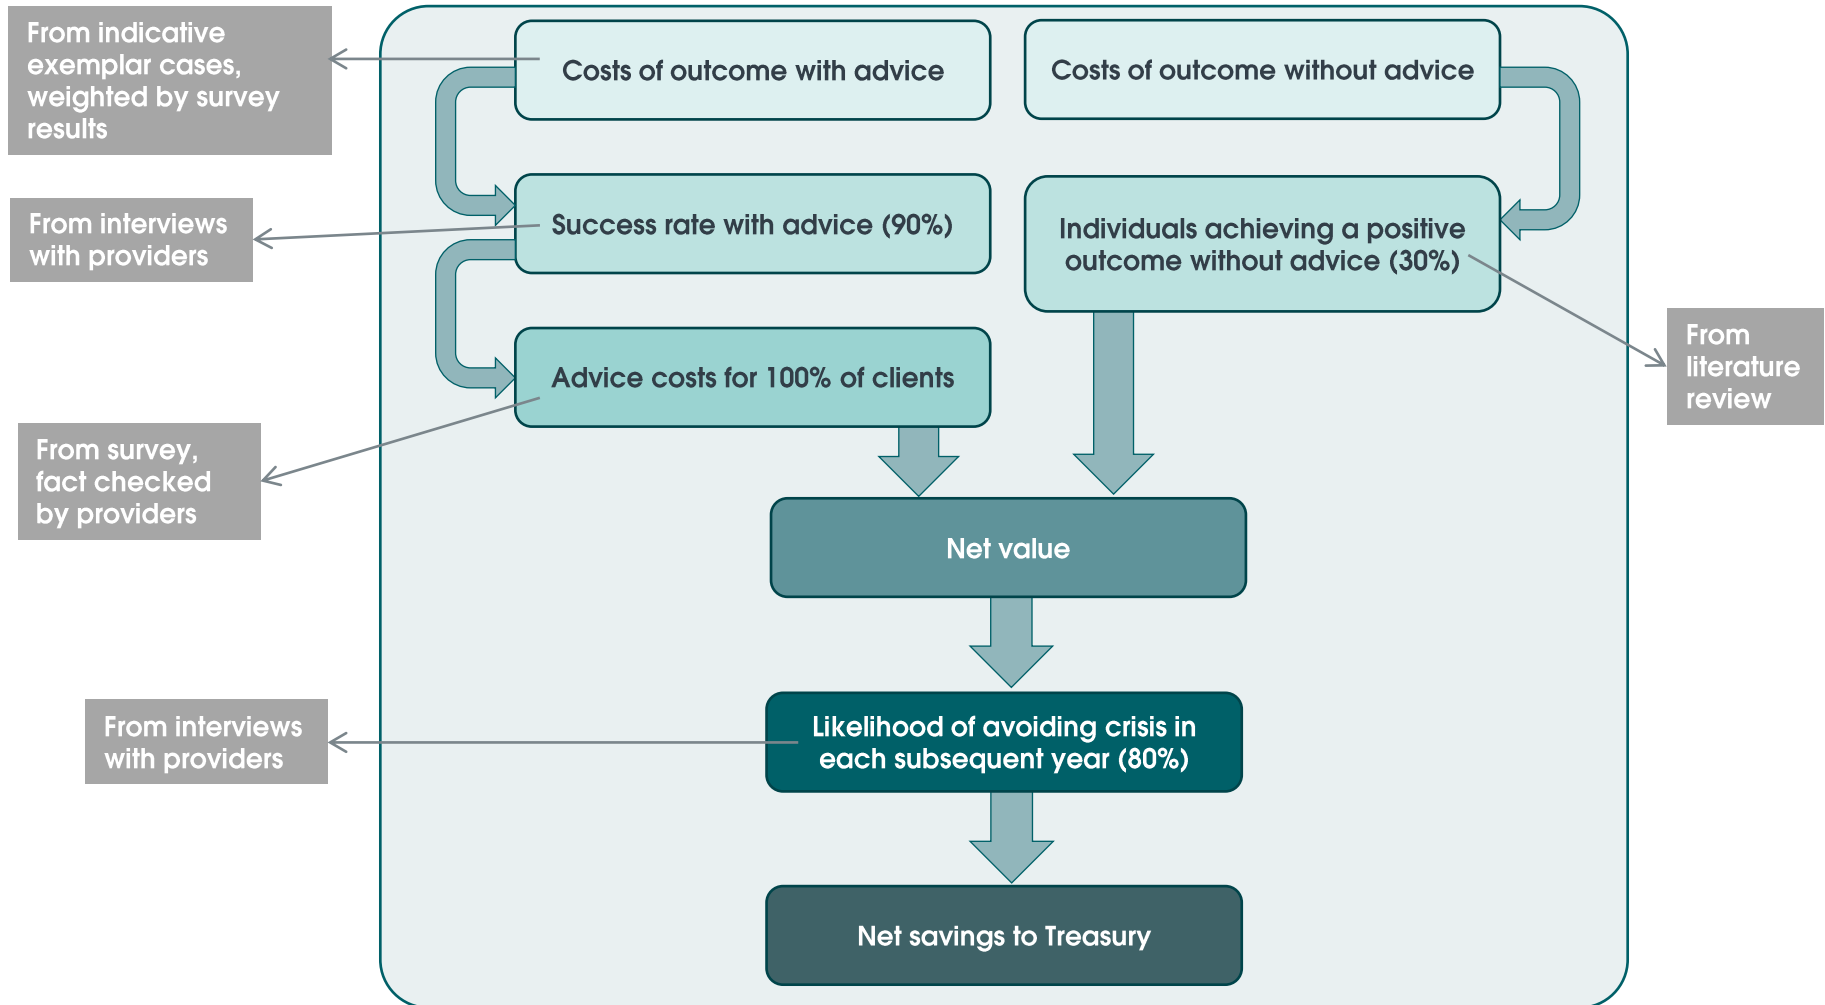 From indicative
exemplar cases,
weighted by survey
results
Costs of outcome with advice
Costs of outcome without advice
From interviews
with providers
Success rate with advice (90%)
Individuals achieving a positive
outcome without advice (30%)
From
literature
review
Advice costs for 100% of clients
From survey,
fact checked
by providers
Net value
From interviews
with providers
Likelihood of avoiding crisis in
each subsequent year (80%)
Net savings to Treasury